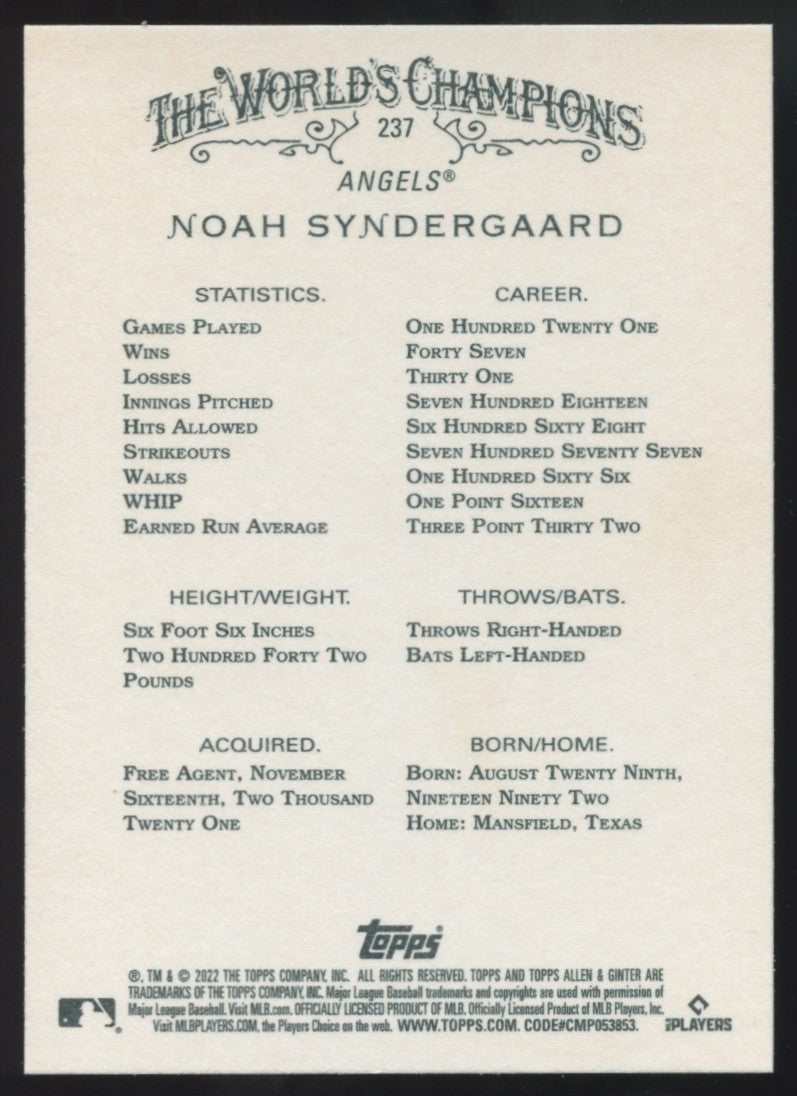 THE WORLD'S CHAMPIONS
237
ANGELS®
NOAH SYNDERGAARD
STATISTICS.
GAMES PLAYED
WINS
LOSSES
INNINGS PITCHED
HITS ALLOWED
STRIKEOUTS
WALKS
WHIP
EARNED RUN AVERAGE
CAREER.
ONE HUNDRED TWENTY ONE
FORTY SEVEN
THIRTY ONE
SEVEN HUNDRED EIGHTEEN
SIX HUNDRED SIXTY EIGHT
SEVEN HUNDRED SEVENTY SEVEN
ONE HUNDRED SIXTY SIX
ONE POINT SIXTEEN
THREE POINT THIRTY TWO
HEIGHT/WEIGHT.
SIX FOOT SIX INCHES
TWO HUNDRED FORTY TWO
POUNDS
THROWS/BATS.
THROWS RIGHT-HANDED
BATS LEFT-HANDED
ACQUIRED.
FREE AGENT, NOVEMBER
SIXTEENTH, TWO THOUSAND
TWENTY ONE
BORN/HOME.
BORN: AUGUST TWENTY NINTH,
NINETEEN NINETY TWO
HOME: MANSFIELD, TEXAS
topps®
®, TM & © 2022 THE TOPPS COMPANY, INC. ALL RIGHTS RESERVED. TOPPS AND TOPPS ALLEN & GINTER ARE
TRADEMARKS OF THE TOPPS COMPANY, INC. Major League Baseball trademarks and copyrights are used with permission of
Major League Baseball. Visit MLB.com. OFFICIALLY LICENSED PRODUCT OF MLB. Officially Licensed Product of MLB Players, Inc.
Visit MLBPLAYERS.COM, the Players Choice on the web. WWW.TOPPS.COM. CODE#CMP053853.
MLB PLAYERS